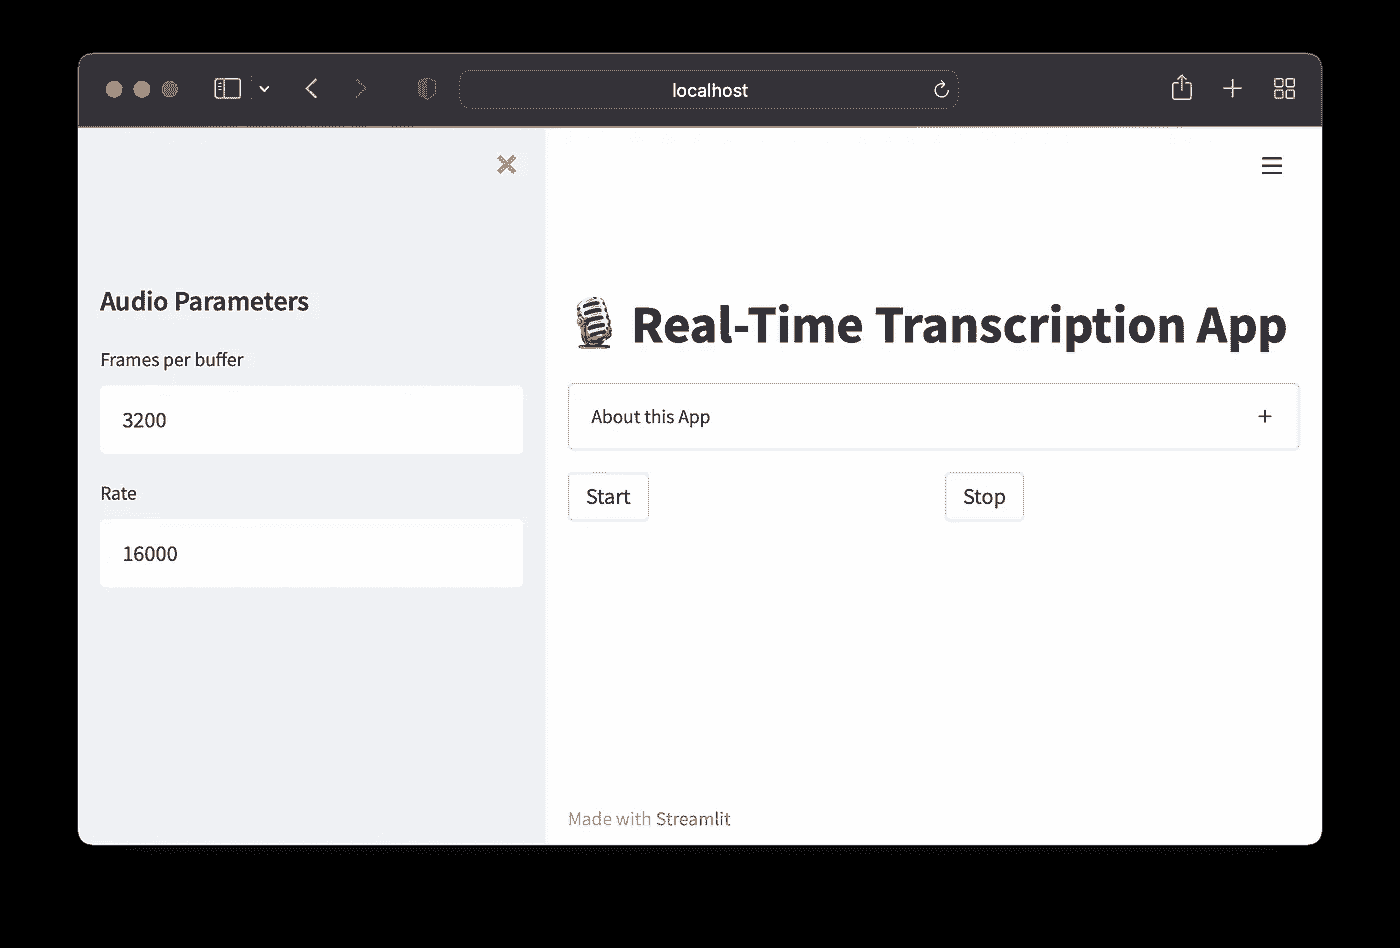 localhost
Audio Parameters
Frames per buffer
3200
Rate
16000
Real-Time Transcription App
About this App
Start
Stop
Made with Streamlit